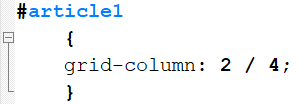 #article1
{
grid-column: 2 / 4;
}